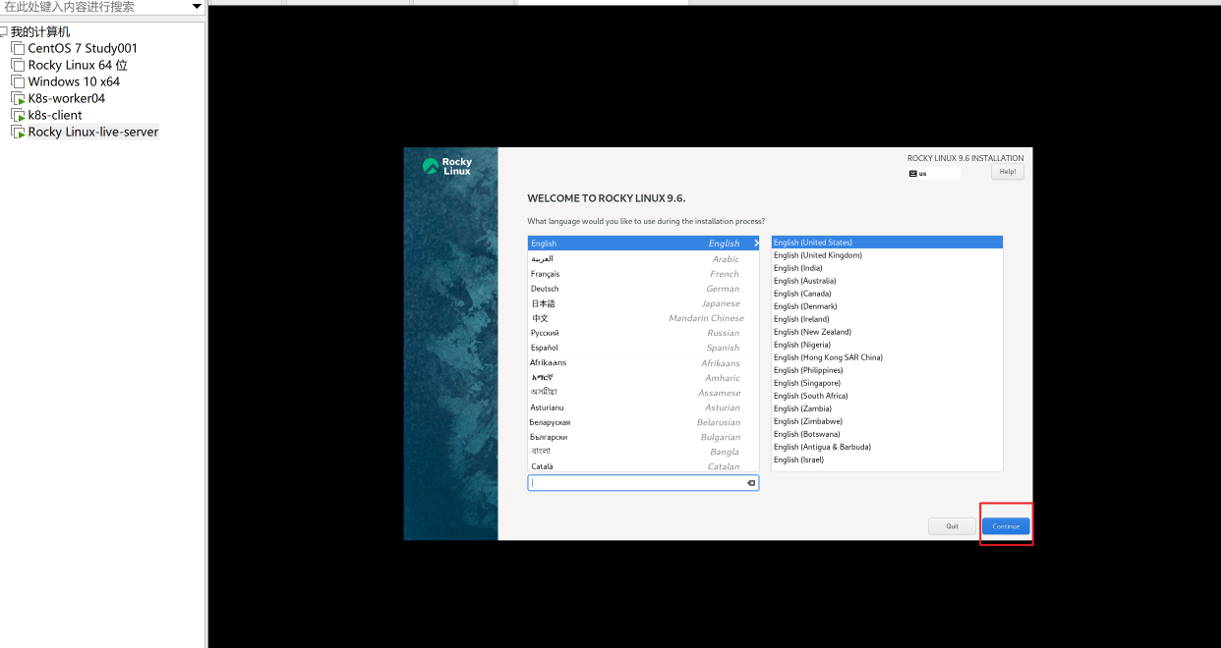 在此处键入内容进行搜索
我的计算机
CentOS 7 Study001
Rocky Linux 64 位
Windows 10 x64
K8s-worker04
k8s-client
Rocky Linux-live-server
Rocky
Linux
ROCKY LINUX 9.6 INSTALLATION
us
Help!
WELCOME TO ROCKY LINUX 9.6.
What language would you like to use during the installation process?
English English
العربية Arabic
Français French
Deutsch German
日本語 Japanese
中文 Mandarin Chinese
Русский Russian
Español Spanish
Afrikaans Afrikaans
አማርኛ Amharic
অসমীয়া Assamese
Asturianu Asturian
Беларуская Belarusian
Български Bulgarian
বাংলা Bangla
Català Catalan
English (United States)
English (United Kingdom)
English (India)
English (Australia)
English (Canada)
English (Denmark)
English (Ireland)
English (New Zealand)
English (Nigeria)
English (Hong Kong SAR China)
English (Philippines)
English (Singapore)
English (South Africa)
English (Zambia)
English (Zimbabwe)
English (Botswana)
English (Antigua & Barbuda)
English (Israel)
Quit
Continue